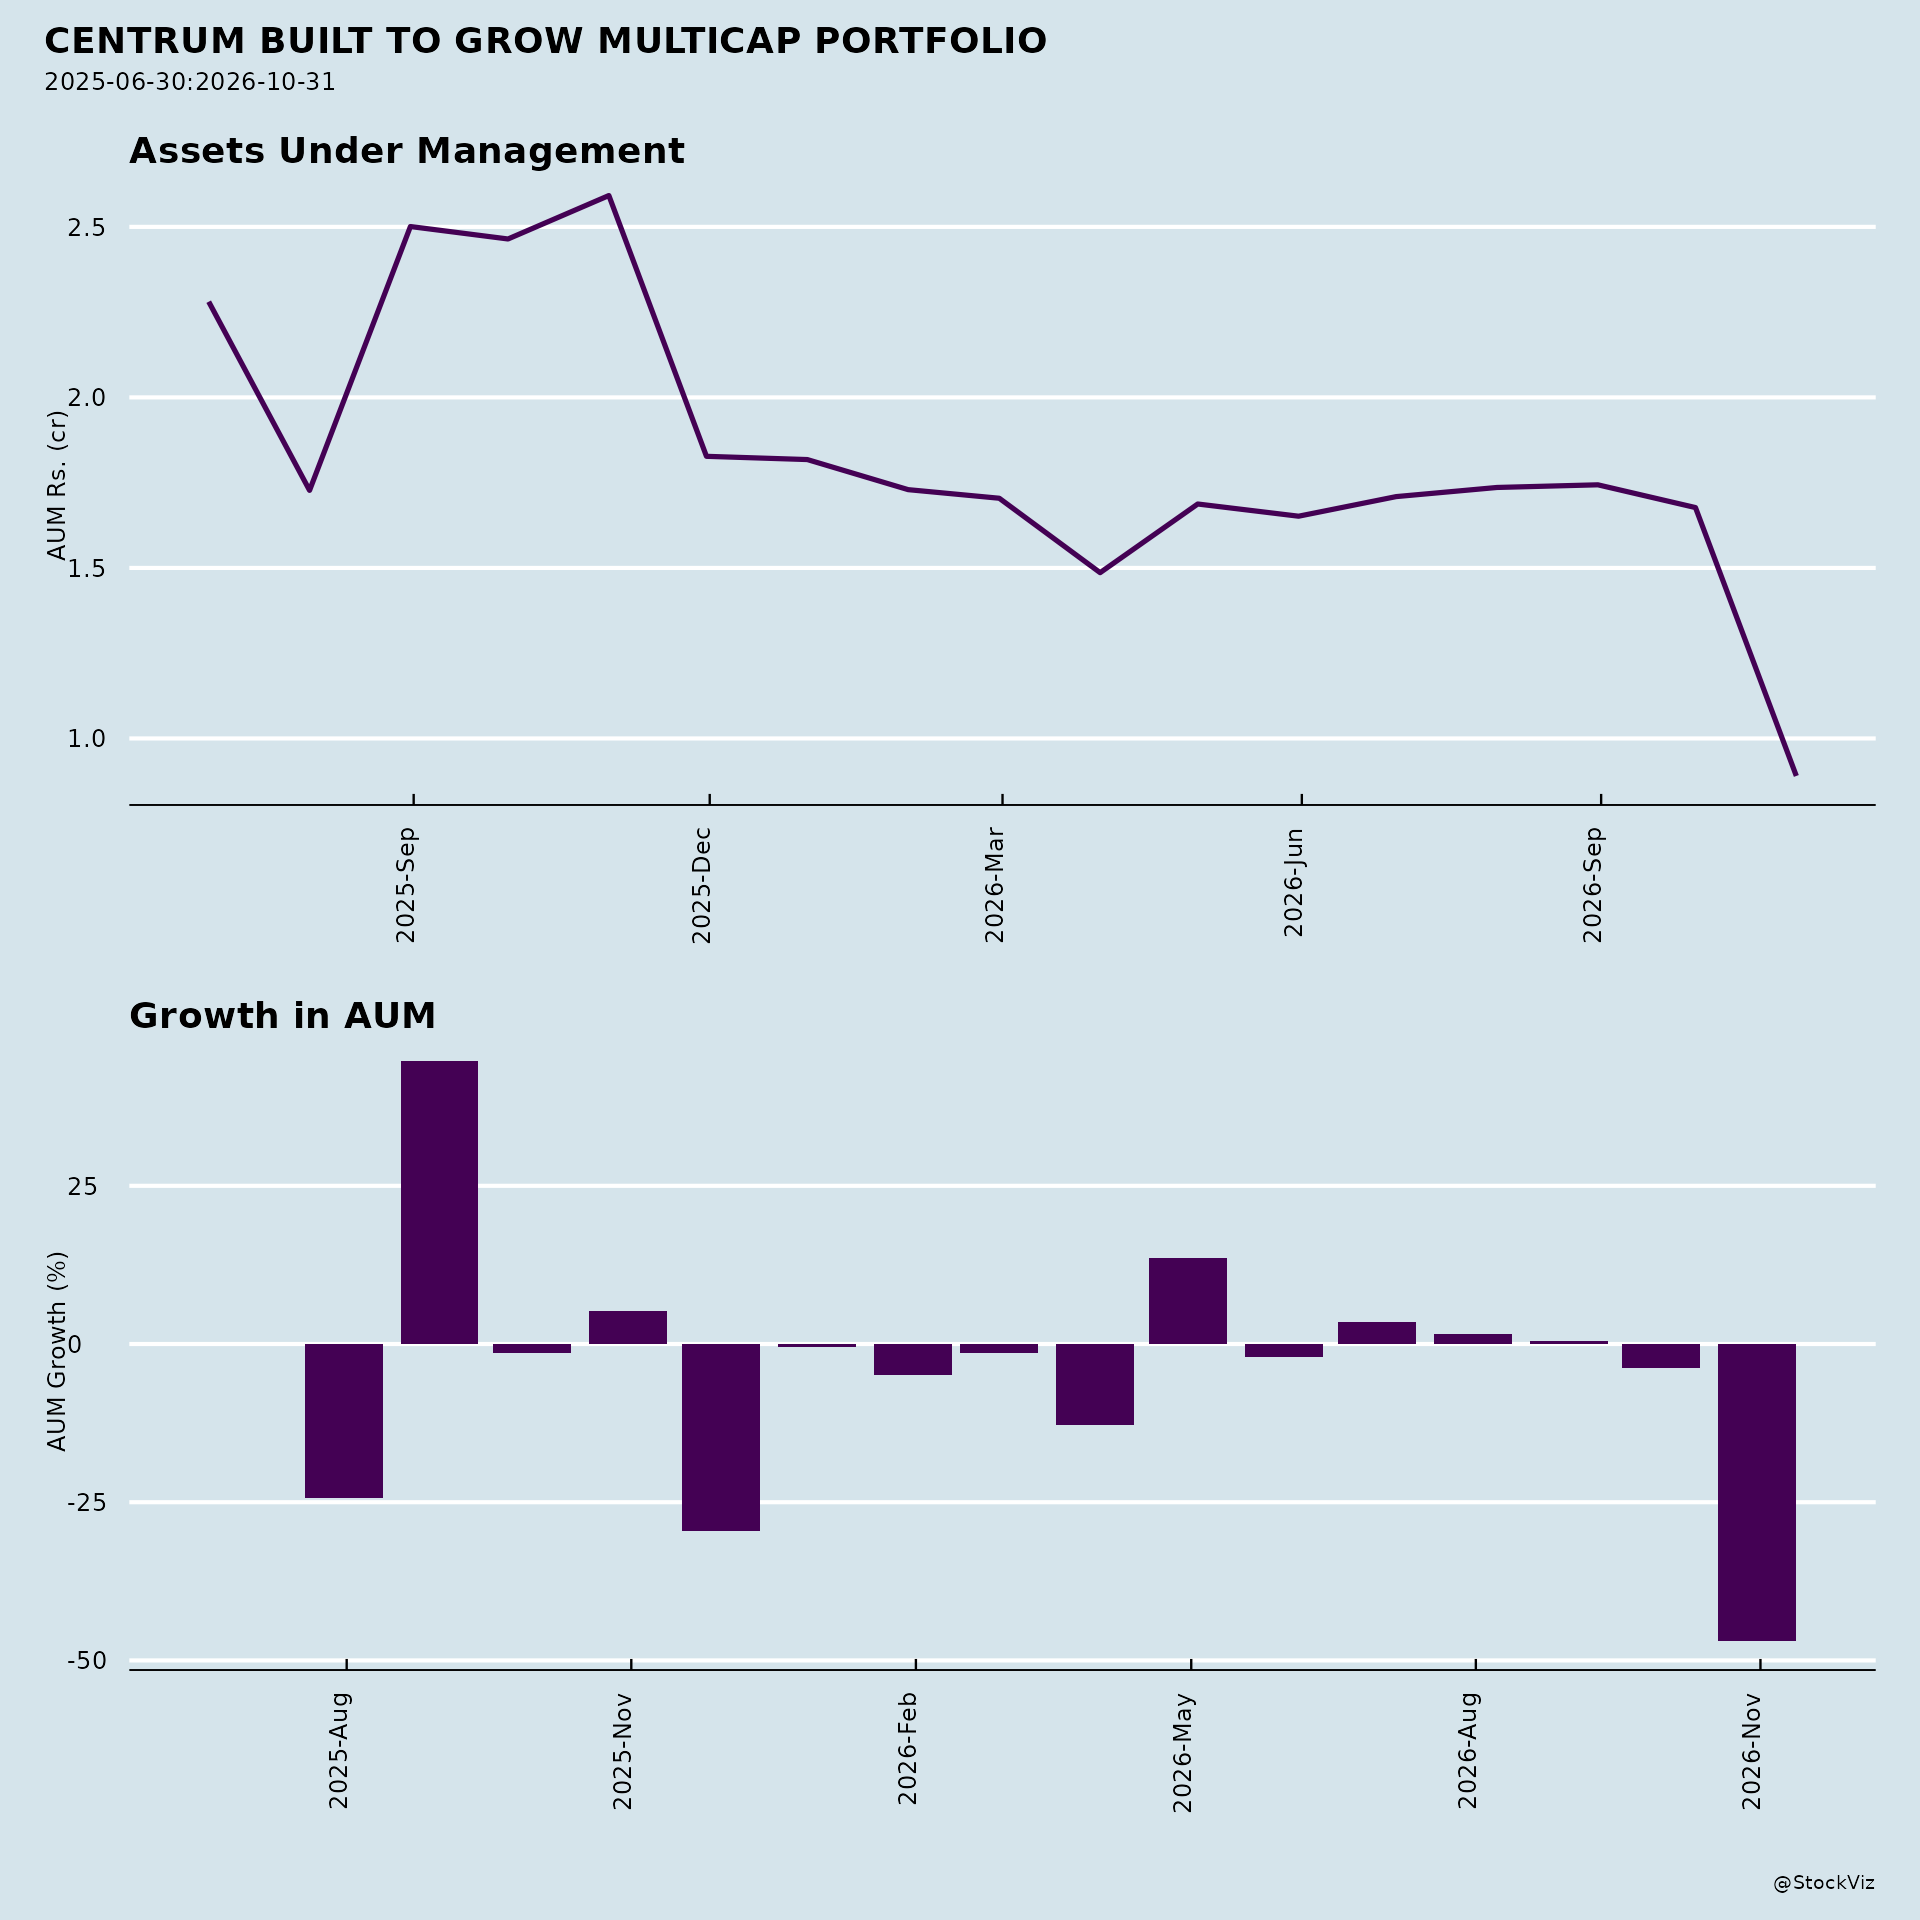 CENTRUM BUILT TO GROW MULTICAP PORTFOLIO
2025-06-30:2026-10-31
Assets Under Management
AUM Rs. (cr)
2.5
2.0
1.5
1.0
2025-Sep
2025-Dec
2026-Mar
2026-Jun
2026-Sep
Growth in AUM
AUM Growth (%)
25
0
-25
-50
2025-Aug
2025-Nov
2026-Feb
2026-May
2026-Aug
2026-Nov
@StockViz